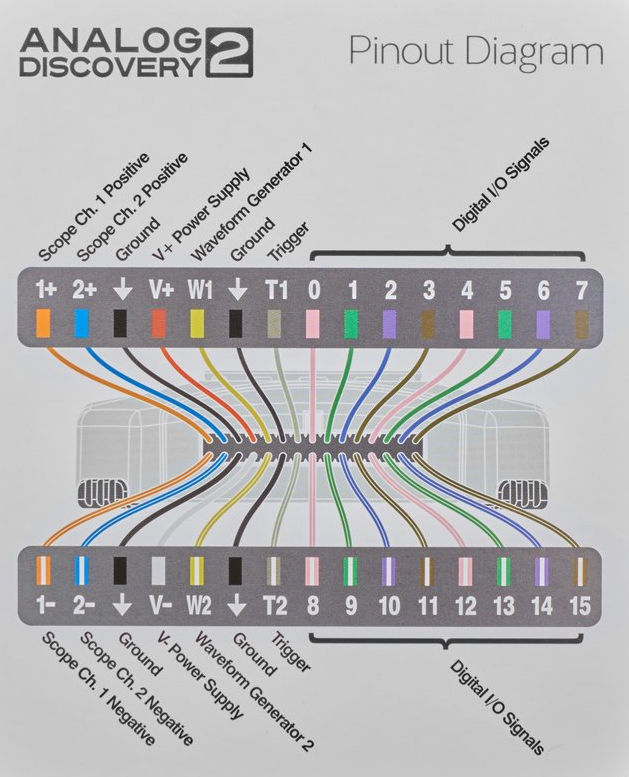 ANALOG
DISCOVERY 2
Pinout Diagram
Scope Ch. 1 Positive
Scope Ch. 2 Positive
Ground
V+ Power Supply
Waveform Generator 1
Ground
Trigger
Digital I/O Signals
1+ 2+ ↓ V+ W1 ↓ T1 0 1 2 3 4 5 6 7
1- 2- ↓ V- W2 ↓ T2 8 9 10 11 12 13 14 15
Scope Ch. 1 Negative
Scope Ch. 2 Negative
Ground
V- Power Supply
Waveform Generator 2
Ground
Trigger
Digital I/O Signals